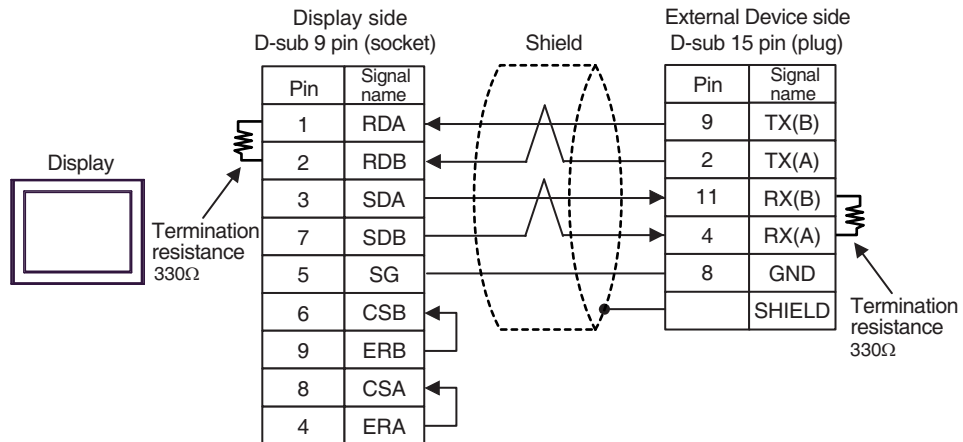 Display side
D-sub 9 pin (socket)
Shield
External Device side
D-sub 15 pin (plug)
Pin Signal name
1 RDA
2 RDB
3 SDA
7 SDB
5 SG
6 CSB
9 ERB
8 CSA
4 ERA
Pin Signal name
9 TX(B)
2 TX(A)
11 RX(B)
4 RX(A)
8 GND
SHIELD
Display
Termination
resistance
330Ω
Termination
resistance
330Ω